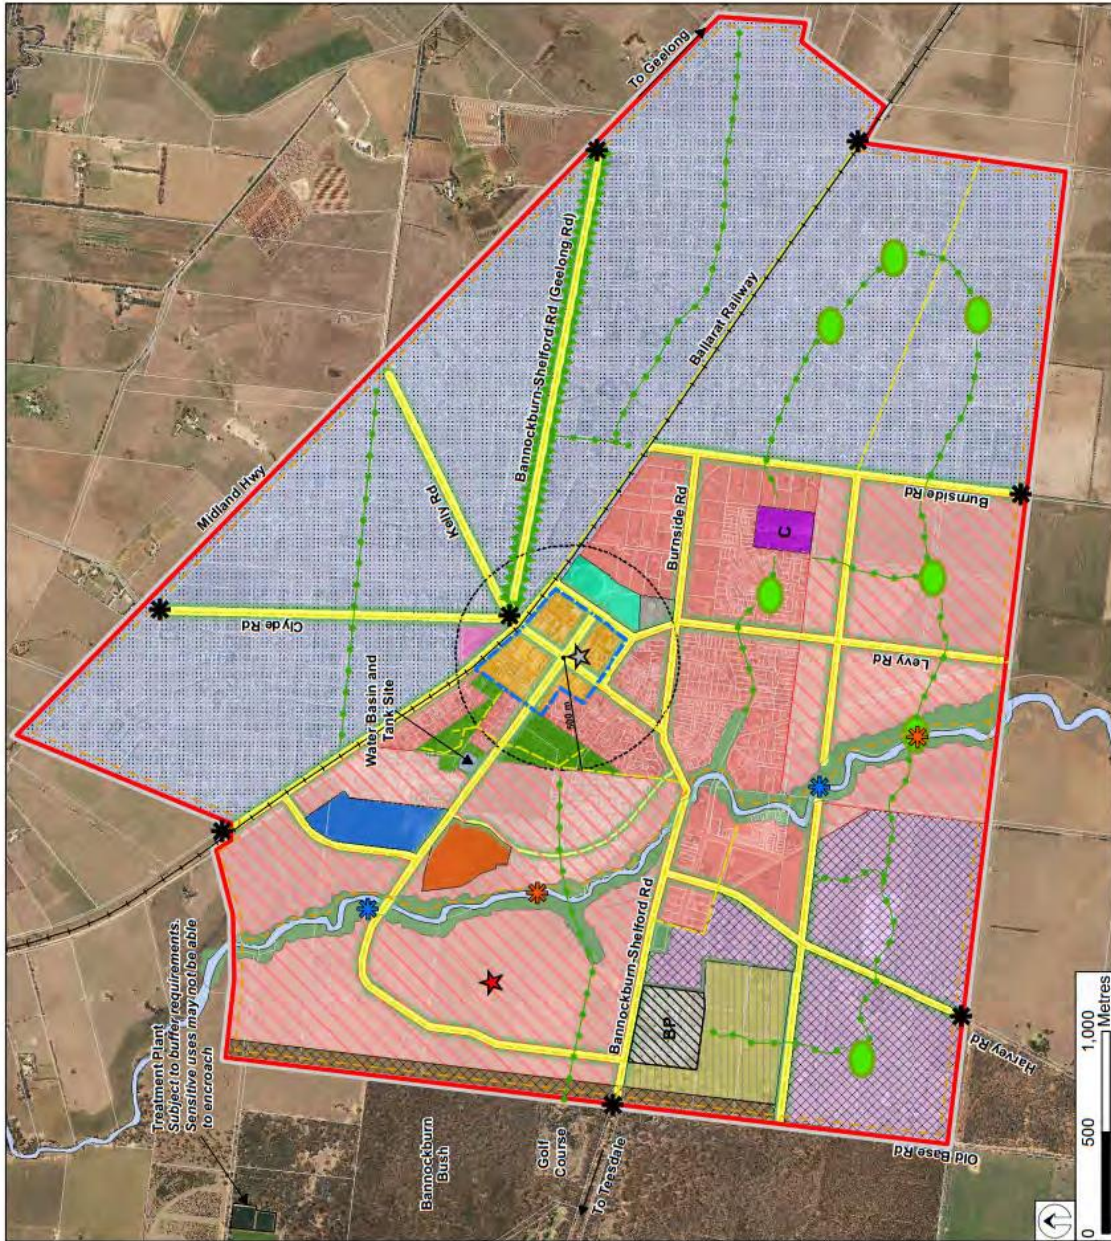 To Geelong
Midland Hwy
Bannockburn-Shelford Rd (Geelong Rd)
Ballarat Railway
Kelly Rd
Clyde Rd
Burnside Rd
Burnside Rd
C
Levy Rd
Water Basin and
Tank Site
500 m
Bannockburn-Shelford Rd
BP
Harvey Rd
Old Base Rd
Treatment Plant
Subject to buffer requirements.
Sensitive uses may not be able
to encroach
Bannockburn
Bush
Golf
Course
To Teesdale
0
500
1,000
Metres